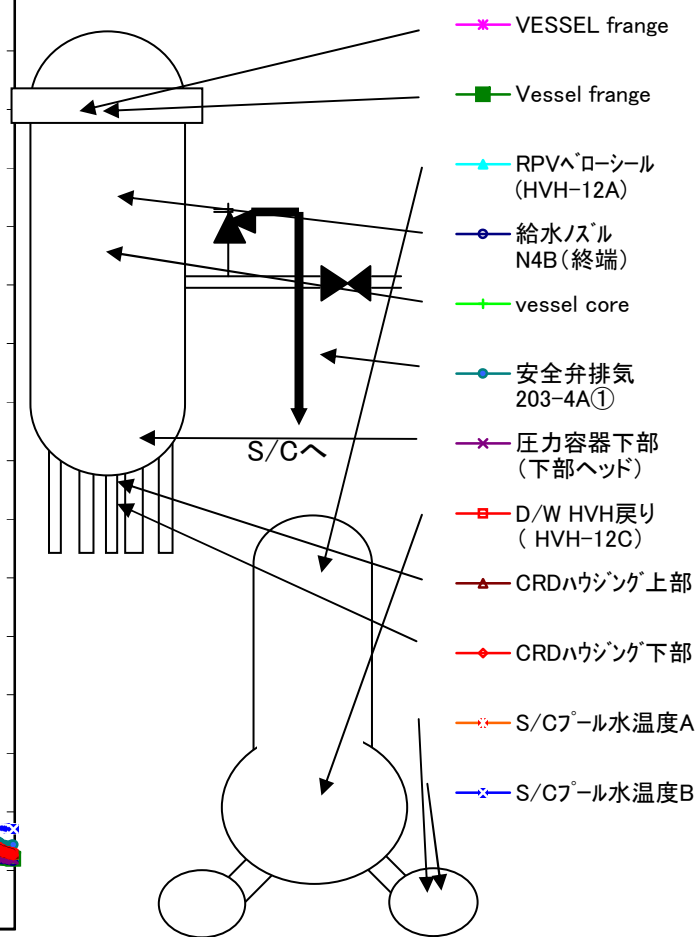 VESSEL frange
Vessel frange
RPVベローシール
(HVH-12A)
給水ノズル
N4B(終端)
vessel core
安全弁排気
203-4A①
S/Cへ
圧力容器下部
(下部ヘッド)
D/W HVH戻り
( HVH-12C)
CRDハウジング上部
CRDハウジング下部
S/Cプール水温度A
S/Cプール水温度B